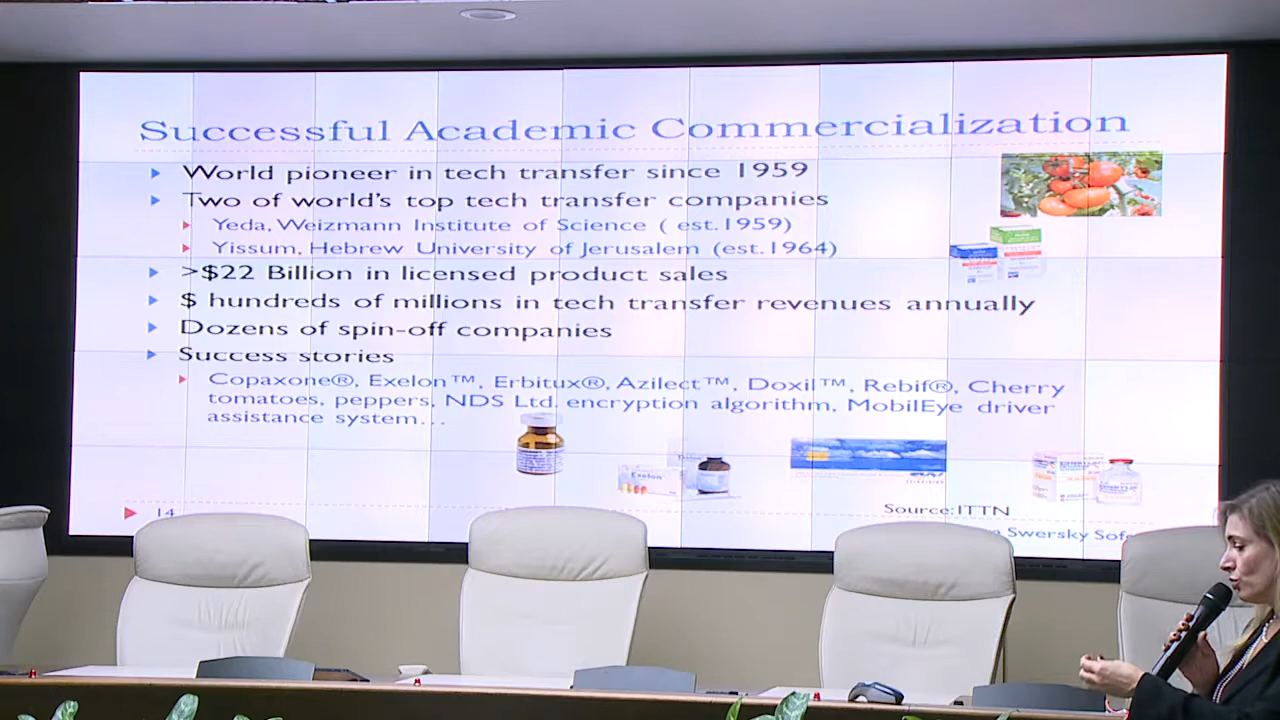 Successful Academic Commercialization
World pioneer in tech transfer since 1959
Two of world's top tech transfer companies
Yeda, Weizmann Institute of Science ( est.1959)
Yissum, Hebrew University of Jerusalem (est.1964)
>$22 Billion in licensed product sales
$ hundreds of millions in tech transfer revenues annually
Dozens of spin-off companies
Success stories
Copaxone®, Exelon™, Erbitux®, Azilect™, Doxil™, Rebif®, Cherry
tomatoes, peppers, NDS Ltd. encryption algorithm, MobilEye driver
assistance system…
Exelon
14
Source: ITTN
Swersky